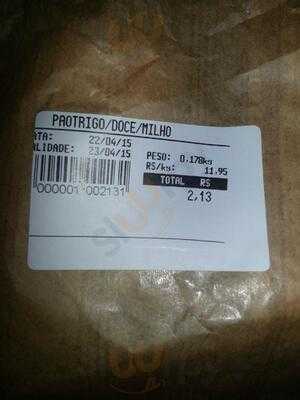 PAOTRIGO/DOCE/MILHO
ATA: 22/04/15
ALIDADE: 23/04/15
PESO: 0,178kg
R$/kg: 11,95
TOTAL R$
2,13
000001 002131